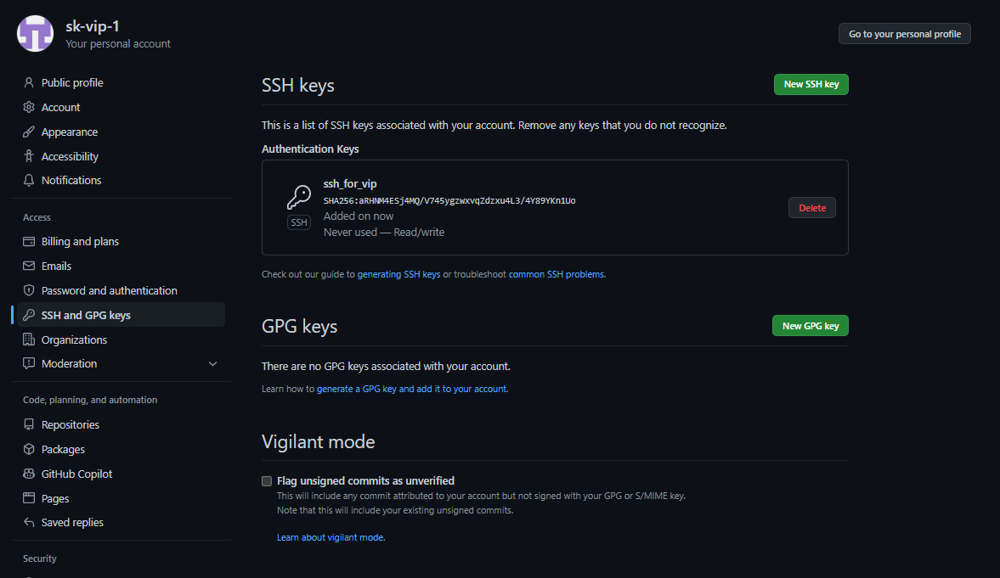 sk-vip-1
Your personal account
Go to your personal profile
Public profile
Account
Appearance
Accessibility
Notifications
Access
Billing and plans
Emails
Password and authentication
SSH and GPG keys
Organizations
Moderation
Code, planning, and automation
Repositories
Packages
GitHub Copilot
Pages
Saved replies
Security
SSH keys
New SSH key
This is a list of SSH keys associated with your account. Remove any keys that you do not recognize.
Authentication Keys
ssh_for_vip
SHA256:aRHNM4ESj4MQ/V745ygzwxvqZdzxu4L3/4Y89YKn1Uo
SSH
Added on now
Never used — Read/write
Delete
Check out our guide to generating SSH keys or troubleshoot common SSH problems.
GPG keys
New GPG key
There are no GPG keys associated with your account.
Learn how to generate a GPG key and add it to your account.
Vigilant mode
Flag unsigned commits as unverified
This will include any commit attributed to your account but not signed with your GPG or S/MIME key.
Note that this will include your existing unsigned commits.
Learn about vigilant mode.